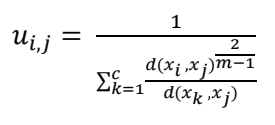 u_{i,j} = \frac{1}{\sum_{k=1}^{c} \frac{d(x_i, x_j)^{\frac{2}{m-1}}}{d(x_k, x_j)}}